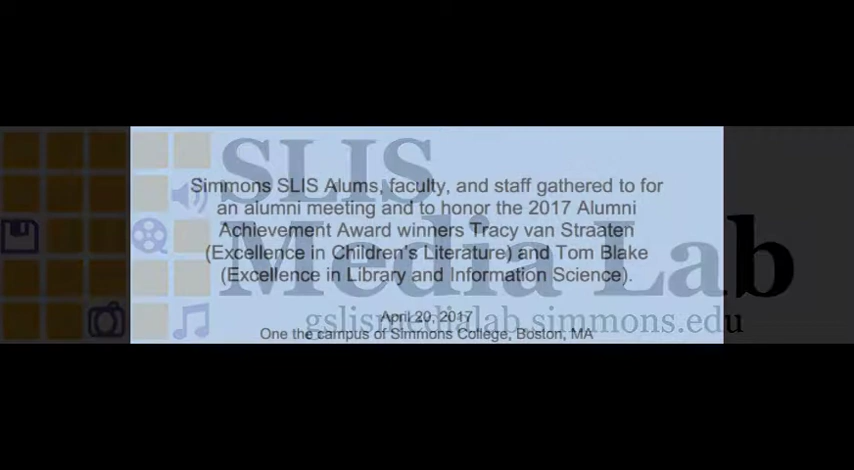 SLIS
Simmons SLIS Alums, faculty, and staff gathered to for
an alumni meeting and to honor the 2017 Alumni
Achievement Award winners Tracy van Straaten
(Excellence in Children's Literature) and Tom Blake
(Excellence in Library and Information Science).
Media Lab
April 20, 2017
gslismedialab.simmons.edu
One the campus of Simmons College, Boston, MA